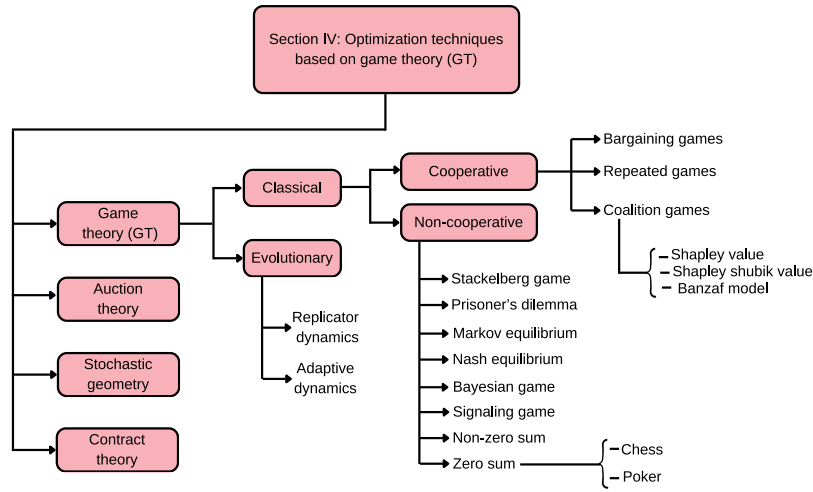 Section IV: Optimization techniques
based on game theory (GT)
Game
theory (GT)
Auction
theory
Stochastic
geometry
Contract
theory
Classical
Evolutionary
Replicator
dynamics
Adaptive
dynamics
Cooperative
Non-cooperative
Bargaining games
Repeated games
Coalition games
Shapley value
Shapley shubik value
Banzaf model
Stackelberg game
Prisoner's dilemma
Markov equilibrium
Nash equilibrium
Bayesian game
Signaling game
Non-zero sum
Zero sum
Chess
Poker